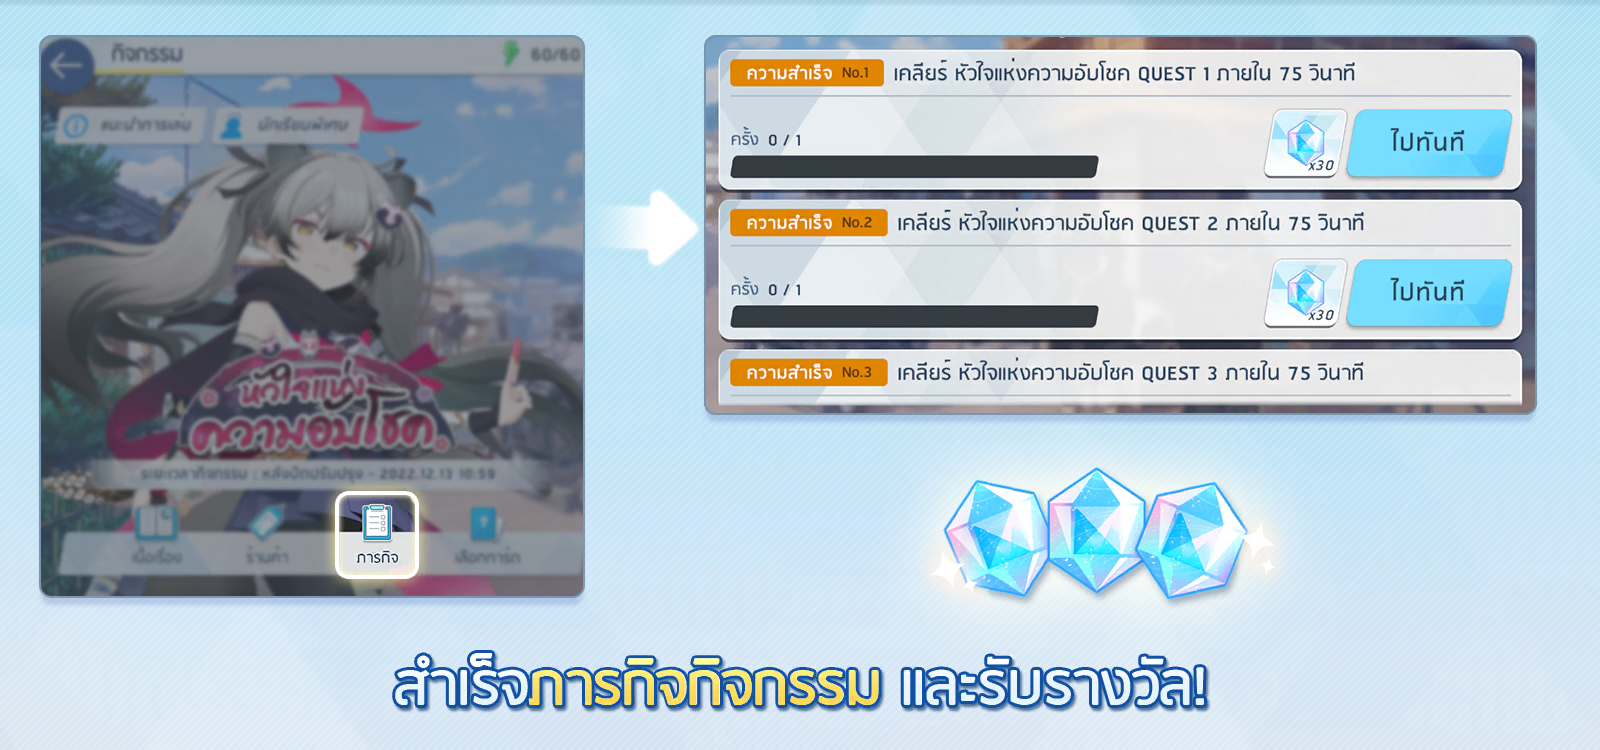 กิจกรรม
60/60
แนะนำการเล่น
นักเรียนพิเศษ
หัวใจแห่ง
ความอับโชค
ระยะเวลากิจกรรม : หลังปิดปรับปรุง - 2022.12.13 10:59
เนื้อเรื่อง
ร้านค้า
ภารกิจ
เลือกการ์ด
ความสำเร็จ No.1 เคลียร์ หัวใจแห่งความอับโชค QUEST 1 ภายใน 75 วินาที
ครั้ง 0 / 1
x30
ไปทันที
ความสำเร็จ No.2 เคลียร์ หัวใจแห่งความอับโชค QUEST 2 ภายใน 75 วินาที
ครั้ง 0 / 1
x30
ไปทันที
ความสำเร็จ No.3 เคลียร์ หัวใจแห่งความอับโชค QUEST 3 ภายใน 75 วินาที
สำเร็จภารกิจกิจกรรม และรับรางวัล!